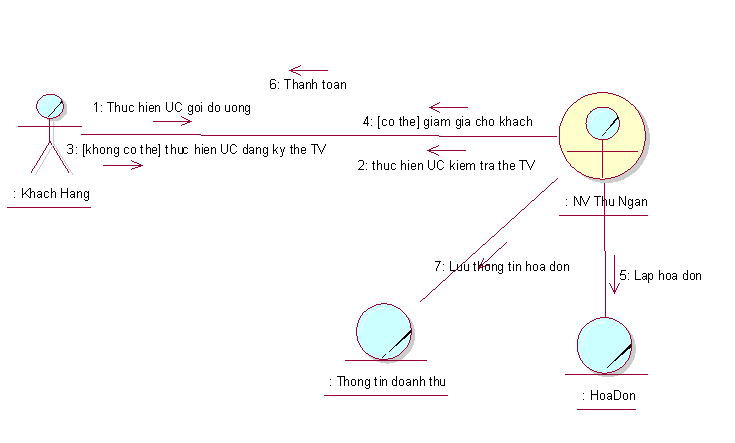 6: Thanh toan
1: Thuc hien UC goi do uong
4: [co the] giam gia cho khach
3: [khong co the] thuc hien UC dang ky the TV
2: thuc hien UC kiem tra the TV
: Khach Hang
: NV Thu Ngan
7: Luu thong tin hoa don
5: Lap hoa don
: Thong tin doanh thu
: HoaDon